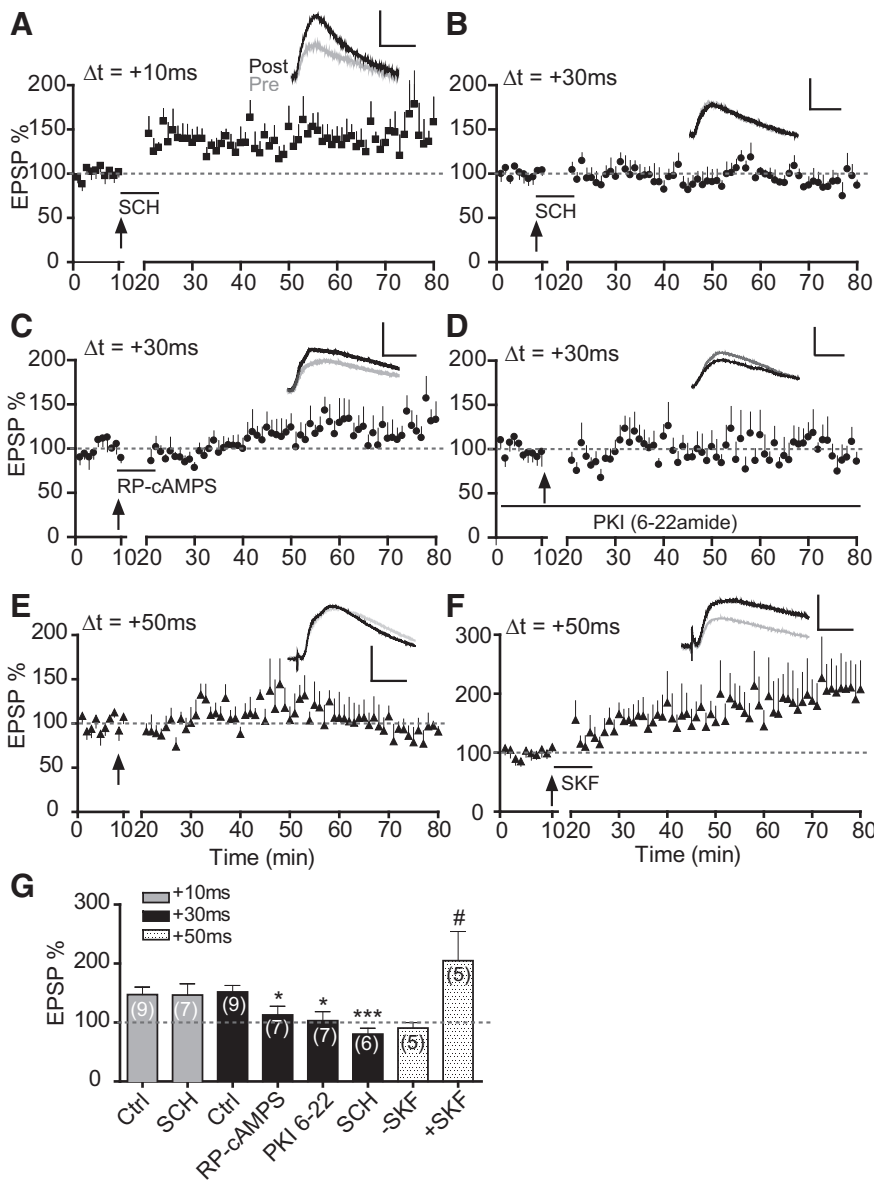 A
Δt = +10ms
Post
Pre
200
150
100
50
0
EPSP %
SCH
0 10 20 30 40 50 60 70 80
B
Δt = +30ms
200
150
100
50
0
SCH
0 10 20 30 40 50 60 70 80
C
Δt = +30ms
200
150
100
50
0
EPSP %
RP-cAMPS
0 10 20 30 40 50 60 70 80
D
Δt = +30ms
200
150
100
50
0
PKI (6-22amide)
0 10 20 30 40 50 60 70 80
E
Δt = +50ms
200
150
100
50
0
EPSP %
0 10 20 30 40 50 60 70 80
Time (min)
F
Δt = +50ms
300
200
100
0
SKF
0 10 20 30 40 50 60 70 80
Time (min)
G
300
200
100
0
EPSP %
+10ms
+30ms
+50ms
* * *** #
(9) (7) (9) (7) (7) (6) (5) (5)
Ctrl SCH Ctrl RP-cAMPS PKI 6-22 SCH -SKF +SKF